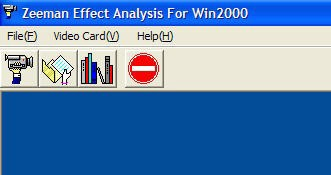 Zeeman Effect Analysis For Win2000
File(F) Video Card(V) Help(H)